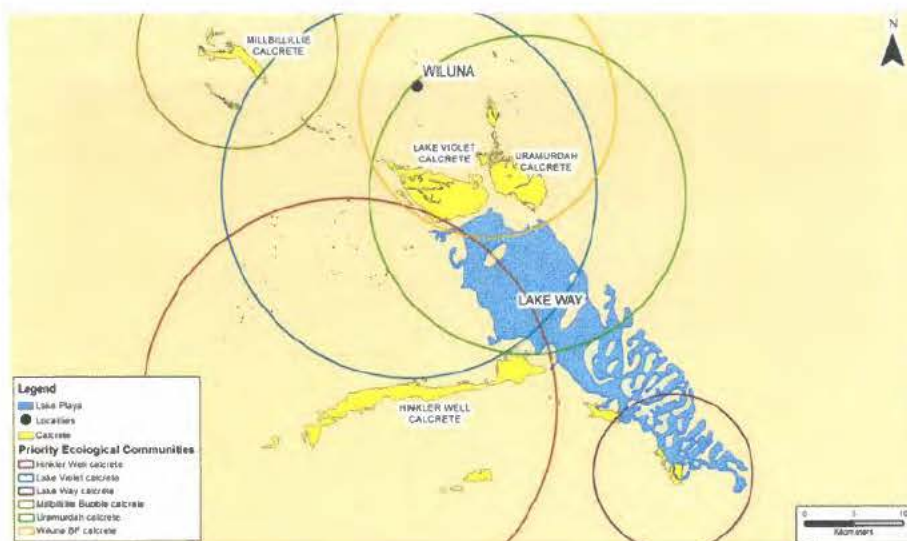 MILLBILLILLIE
CALCRETE
N
WILUNA
LAKE VIOLET
CALCRETE
URAMURDAH
CALCRETE
LAKE WAY
HINKLER WELL
CALCRETE
Legend
Lake Playa
Localities
Calcrete
Priority Ecological Communities
Hinkler Well calcrete
Lake Violet calcrete
Lake Way calcrete
Millbillillie Bubble calcrete
Uramurdah calcrete
Wiluna BF calcrete
0 5 10
Kilometers